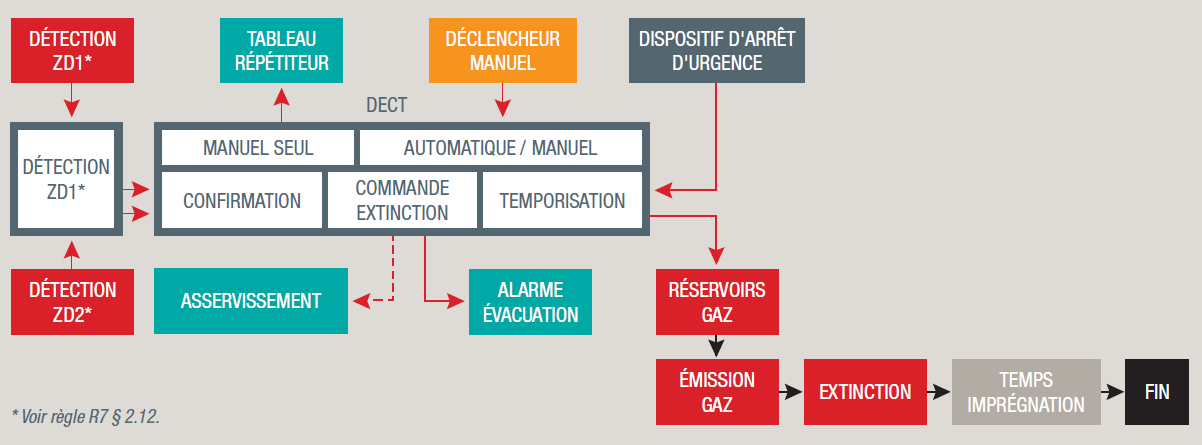 DÉTECTION
ZD1*
TABLEAU
RÉPÉTITEUR
DÉCLENCHEUR
MANUEL
DISPOSITIF D'ARRÊT
D'URGENCE
DECT
DÉTECTION
ZD1*
MANUEL SEUL
AUTOMATIQUE / MANUEL
CONFIRMATION
COMMANDE
EXTINCTION
TEMPORISATION
DÉTECTION
ZD2*
ASSERVISSEMENT
ALARME
ÉVACUATION
RÉSERVOIRS
GAZ
ÉMISSION
GAZ
EXTINCTION
TEMPS
IMPRÉGNATION
FIN
* Voir règle R7 § 2.12.